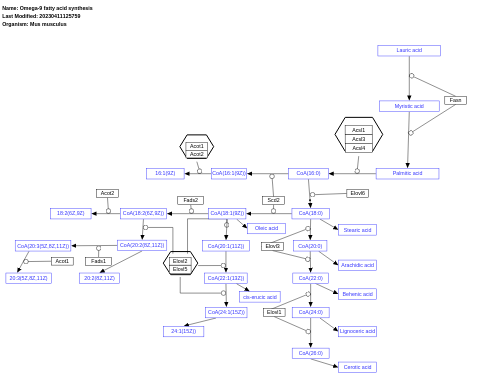 Name: Omega-9 fatty acid synthesis
Last Modified: 20230411125759
Organism: Mus musculus
Lauric acid
Fasn
Myristic acid
Acsl1
Acsl3
Acsl4
Acot1
Acot2
16:1(9Z)
CoA(16:1(9Z))
CoA(16:0)
Palmitic acid
Acot2
Fads2
Scd2
Elovl6
18:2(6Z,9Z)
CoA(18:2(6Z,9Z)
CoA(18:1(9Z))
CoA(18:0)
Oleic acid
Stearic acid
CoA(20:3(5Z,8Z,11Z))
CoA(20:2(8Z,11Z)
CoA(20:1(11Z))
Elovl3
CoA(20:0)
Acot1
Fads1
Elovl2
Elovl5
Arachidic acid
20:3(5Z,8Z,11Z)
20:2(8Z,11Z)
CoA(22:1(13Z))
CoA(22:0)
cis-erucic acid
Behenic acid
CoA(24:1(15Z))
Elovl1
CoA(24:0)
24:1(15Z))
Lignoceric acid
CoA(26:0)
Cerotic acid